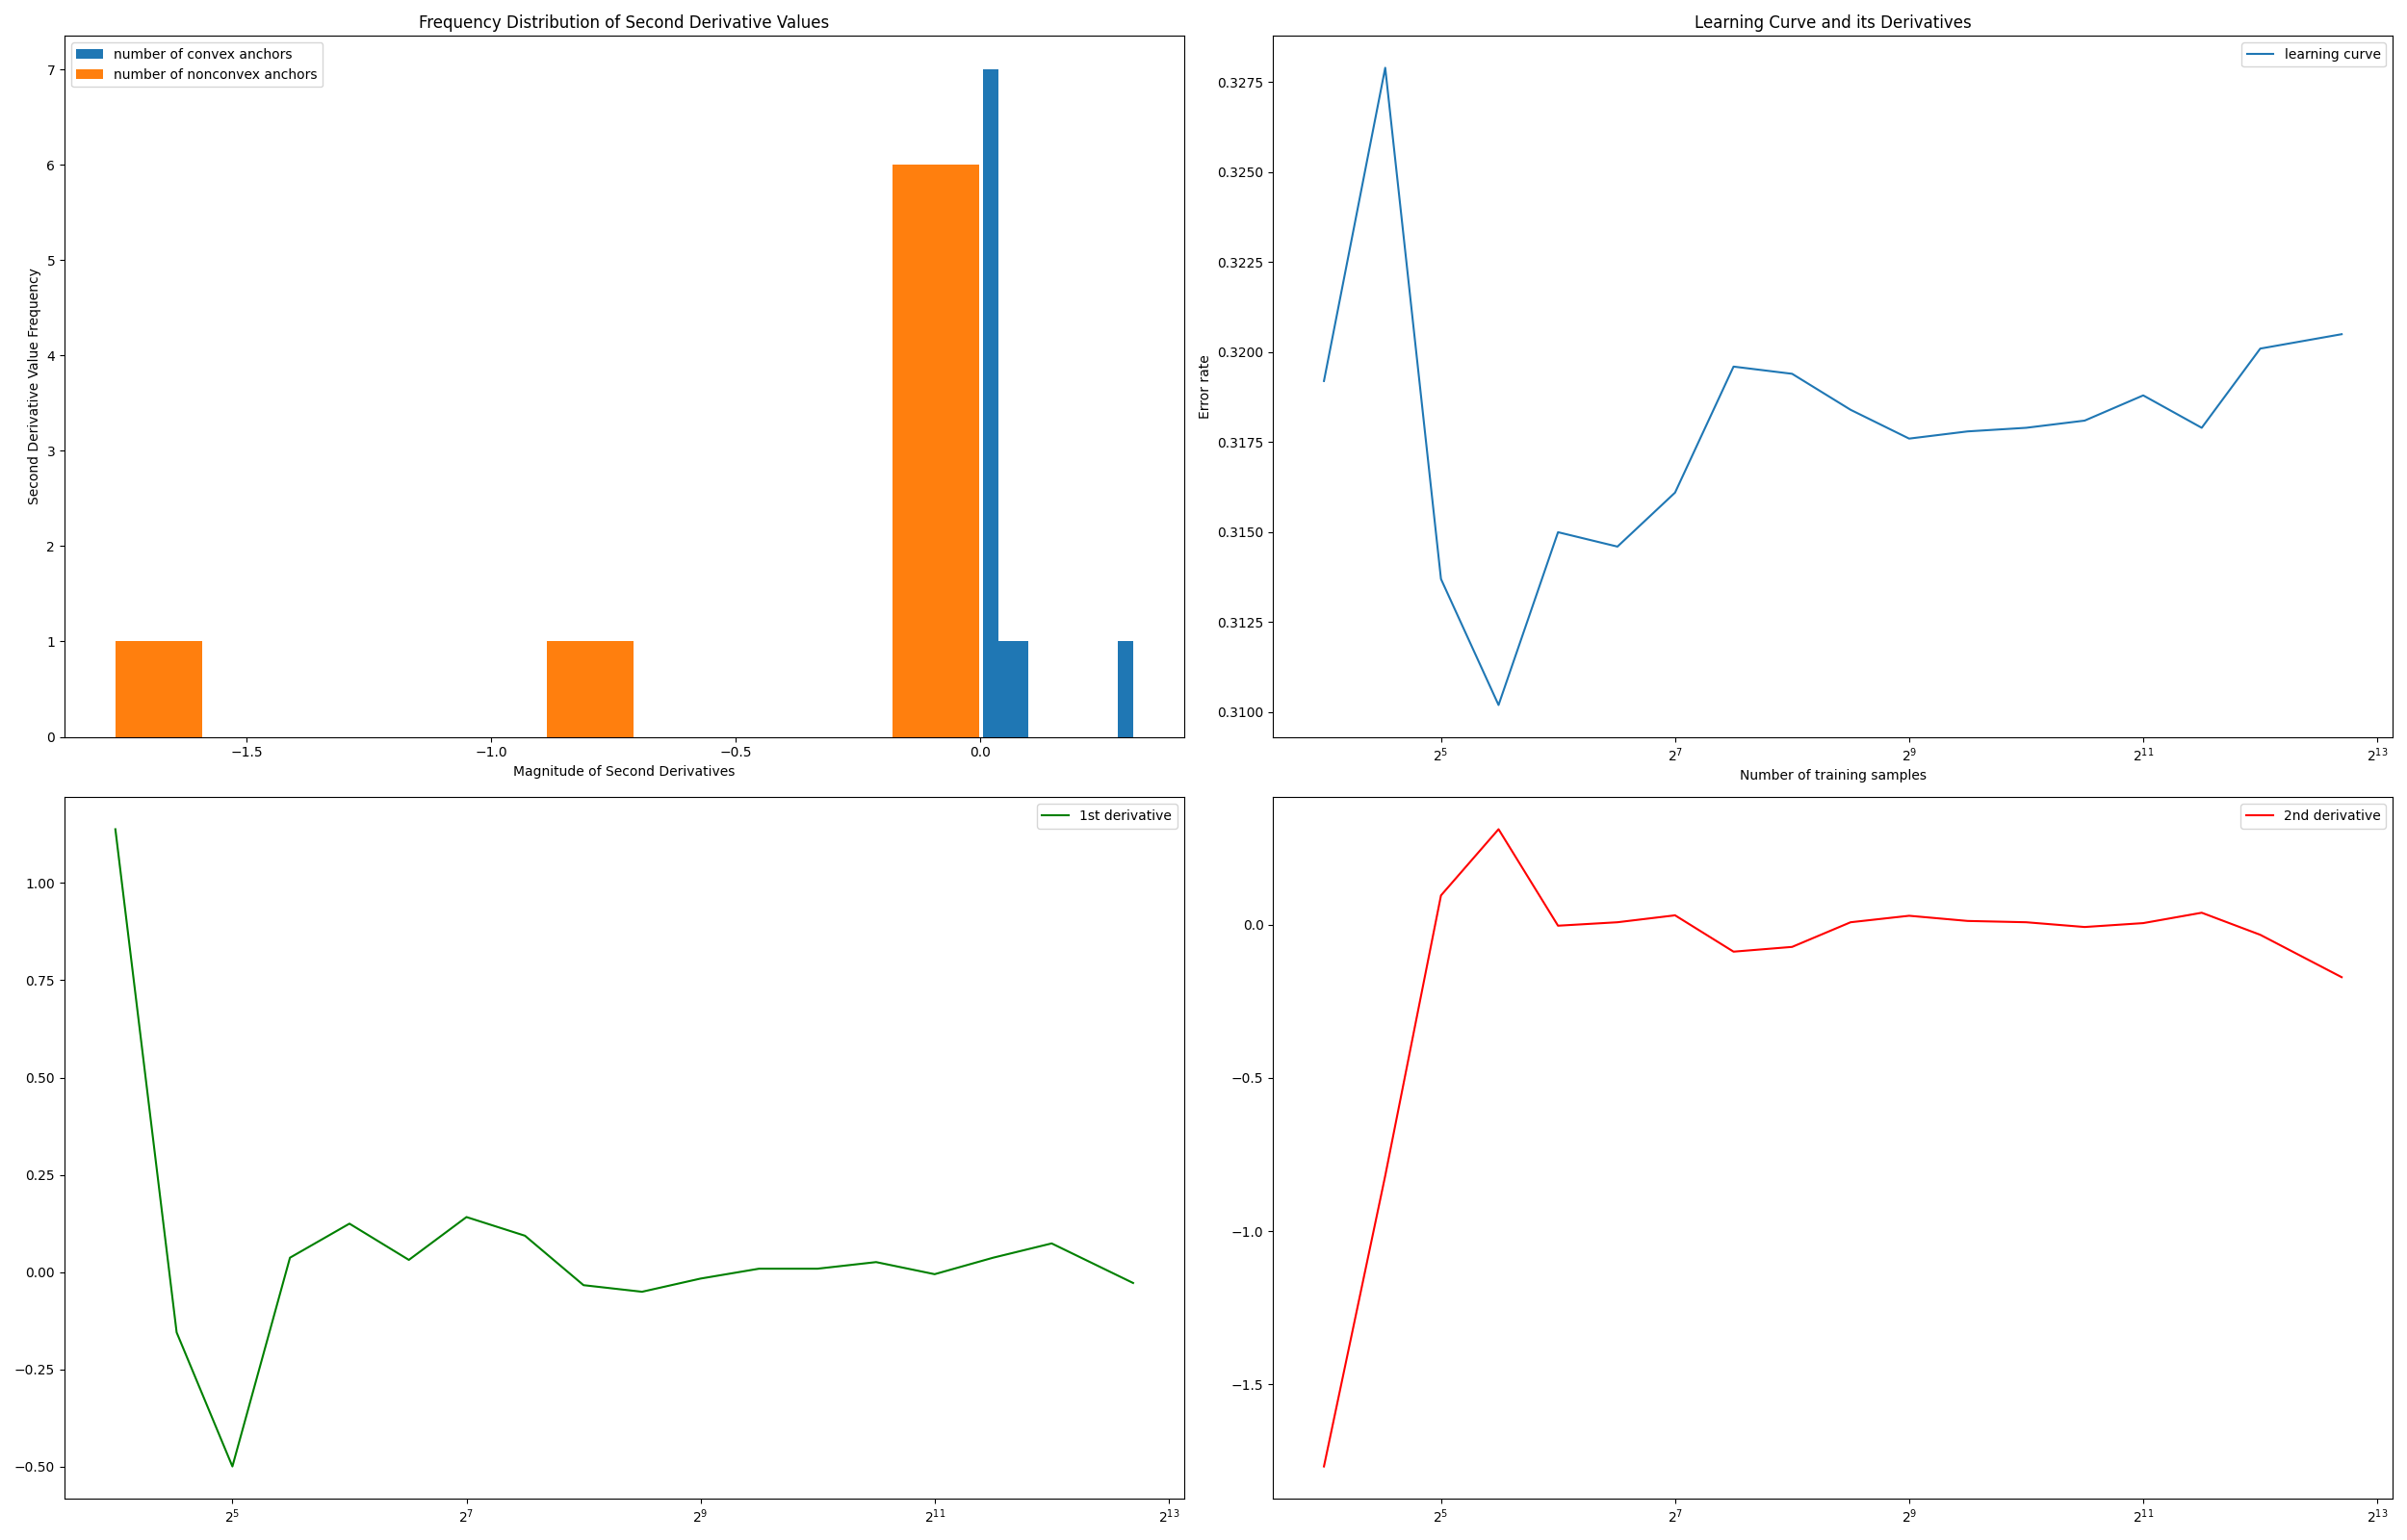 Frequency Distribution of Second Derivative Values
number of convex anchors
number of nonconvex anchors
Second Derivative Value Frequency
7
6
5
4
3
2
1
0
−1.5 −1.0 −0.5 0.0
Magnitude of Second Derivatives
Learning Curve and its Derivatives
learning curve
Error rate
0.3275
0.3250
0.3225
0.3200
0.3175
0.3150
0.3125
0.3100
2^5 2^7 2^9 2^11 2^13
Number of training samples
1st derivative
1.00
0.75
0.50
0.25
0.00
−0.25
−0.50
2^5 2^7 2^9 2^11 2^13
2nd derivative
0.0
−0.5
−1.0
−1.5
2^5 2^7 2^9 2^11 2^13